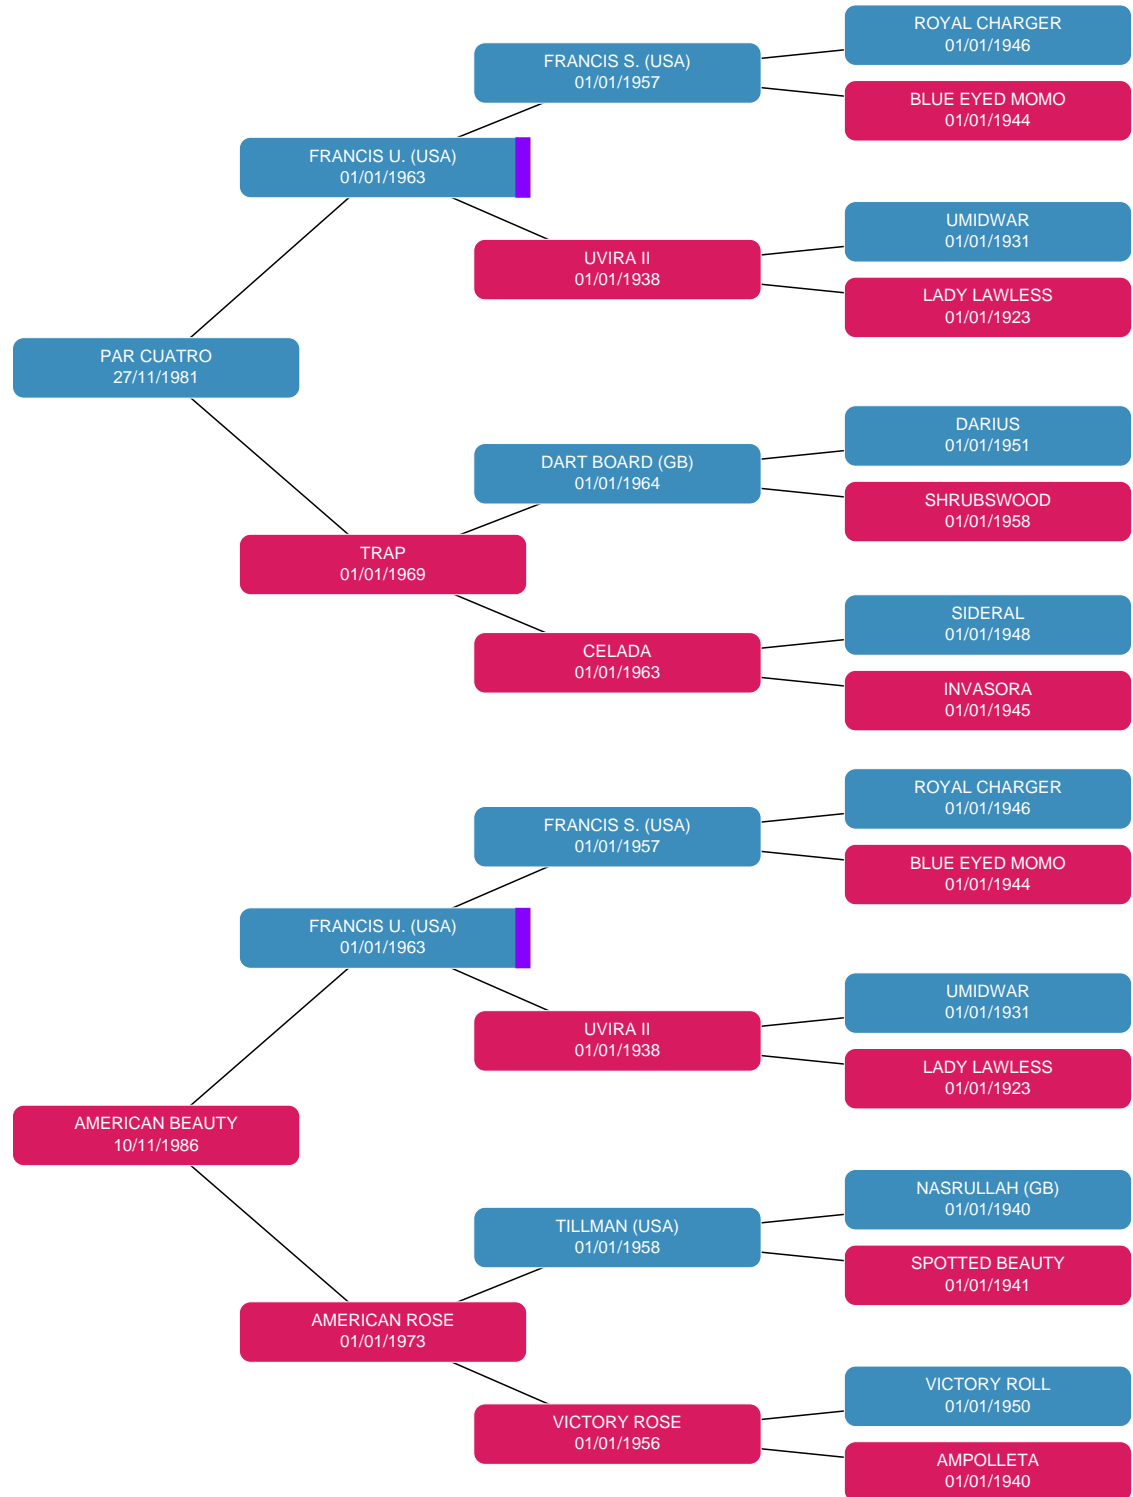 ROYAL CHARGER
01/01/1946
FRANCIS S. (USA)
01/01/1957
BLUE EYED MOMO
01/01/1944
FRANCIS U. (USA)
01/01/1963
UMIDWAR
01/01/1931
UVIRA II
01/01/1938
LADY LAWLESS
01/01/1923
PAR CUATRO
27/11/1981
DARIUS
01/01/1951
DART BOARD (GB)
01/01/1964
SHRUBSWOOD
01/01/1958
TRAP
01/01/1969
SIDERAL
01/01/1948
CELADA
01/01/1963
INVASORA
01/01/1945
ROYAL CHARGER
01/01/1946
FRANCIS S. (USA)
01/01/1957
BLUE EYED MOMO
01/01/1944
FRANCIS U. (USA)
01/01/1963
UMIDWAR
01/01/1931
UVIRA II
01/01/1938
LADY LAWLESS
01/01/1923
AMERICAN BEAUTY
10/11/1986
NASRULLAH (GB)
01/01/1940
TILLMAN (USA)
01/01/1958
SPOTTED BEAUTY
01/01/1941
AMERICAN ROSE
01/01/1973
VICTORY ROLL
01/01/1950
VICTORY ROSE
01/01/1956
AMPOLLETA
01/01/1940